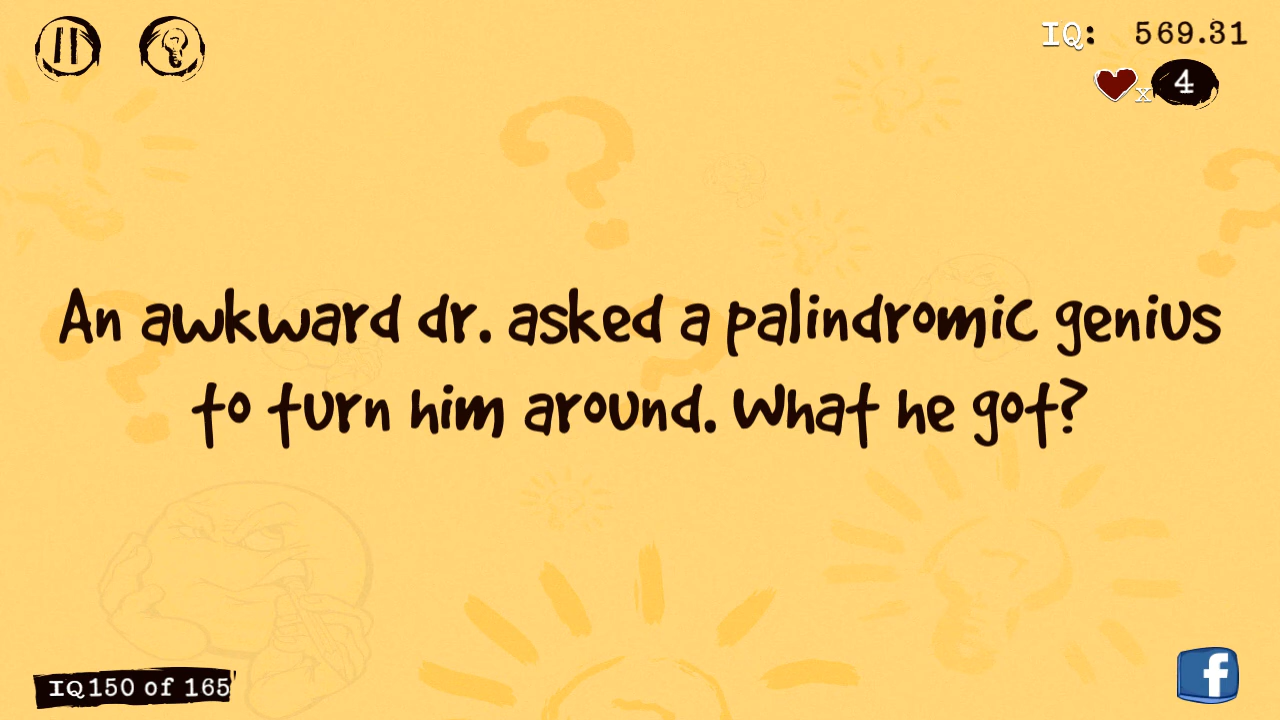 IQ: 569.31
x 4
An awkward dr. asked a palindromic genius
to turn him around. What he got?
IQ150 of 165
f